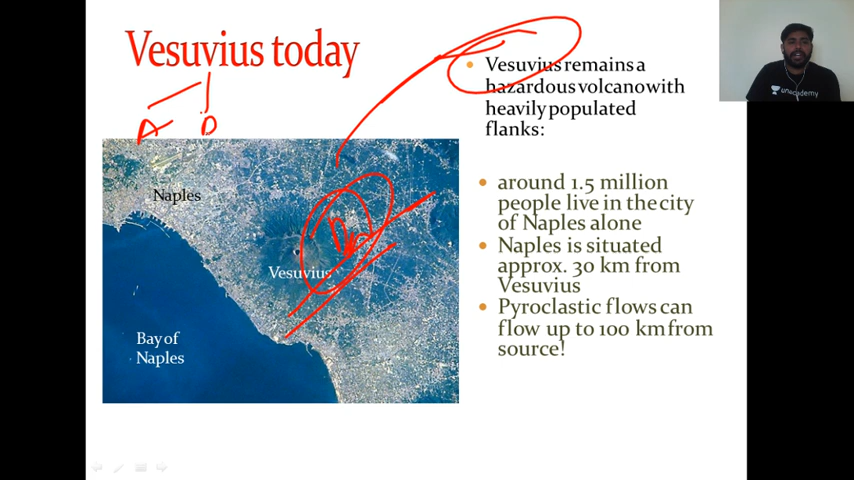 Vesuvius today
A D
Naples
Vesuvius
Bay of
Naples
Vesuvius remains a
hazardous volcano with
heavily populated
flanks:
around 1.5 million
people live in the city
of Naples alone
Naples is situated
approx. 30 km from
Vesuvius
Pyroclastic flows can
flow up to 100 km from
source!
unacademy